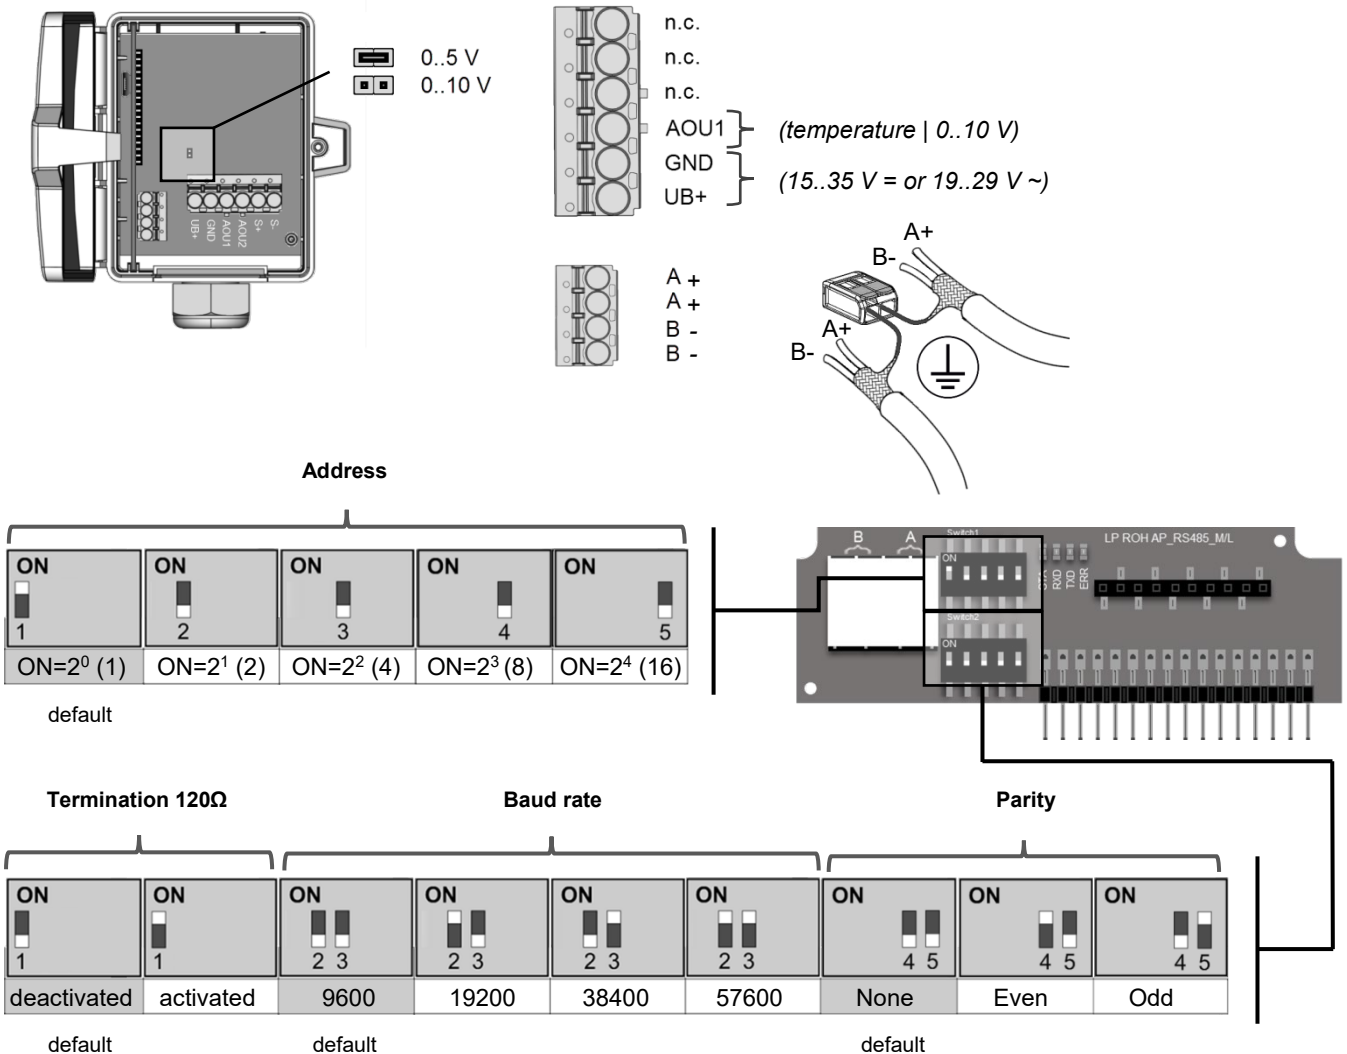 0..5 V
0..10 V
UB+
GND
AOU1
AOU2
S+
S-
n.c.
n.c.
n.c.
AOU1 (temperature | 0..10 V)
GND
UB+
(15..35 V = or 19..29 V ~)
A +
A +
B -
B -
A+
B-
A+
B-
Address
ON ON ON ON ON
1 2 3 4 5
ON=2⁰ (1) ON=2¹ (2) ON=2² (4) ON=2³ (8) ON=2⁴ (16)
default
B A
Switch1
ON
RXD
TXD
ERR
LP ROH AP_RS485_M/L
Switch2
ON
Termination 120Ω Baud rate Parity
ON ON ON ON ON ON ON ON ON
1 1 2 3 2 3 2 3 2 3 4 5 4 5 4 5
deactivated activated 9600 19200 38400 57600 None Even Odd
default default default